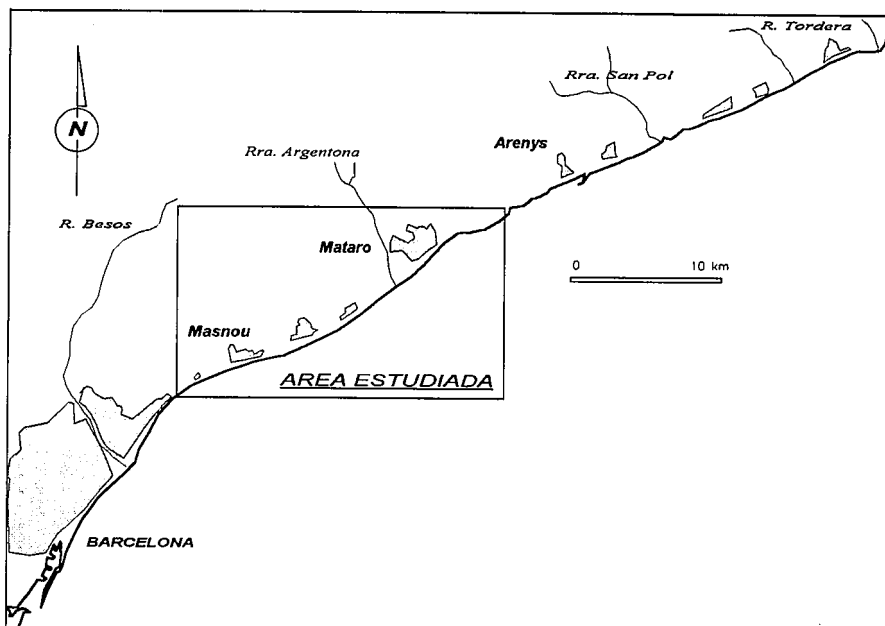 R. Tordera
Rra. San Pol
Arenys
N
Rra. Argentona
R. Besos
Mataro
0 10 km
Masnou
AREA ESTUDIADA
BARCELONA